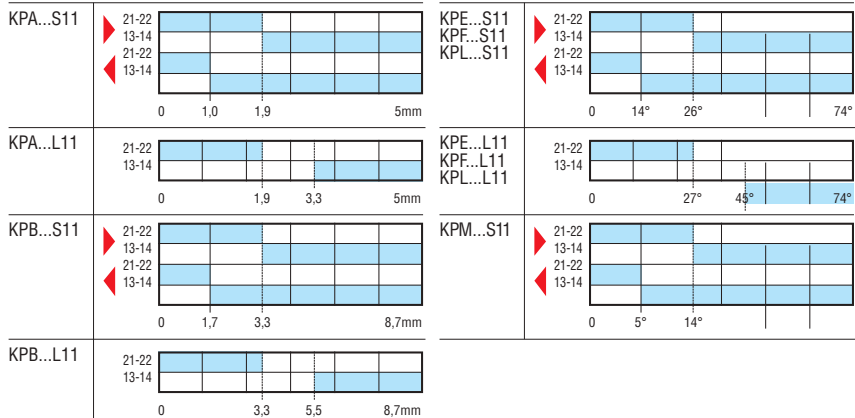 KPA...S11
21-22
13-14
21-22
13-14
0 1,0 1,9 5mm
KPA...L11
21-22
13-14
0 1,9 3,3 5mm
KPB...S11
21-22
13-14
21-22
13-14
0 1,7 3,3 8,7mm
KPB...L11
21-22
13-14
0 3,3 5,5 8,7mm
KPE...S11
KPF...S11
KPL...S11
21-22
13-14
21-22
13-14
0 14° 26° 74°
KPE...L11
KPF...L11
KPL...L11
21-22
13-14
0 27° 45° 74°
KPM...S11
21-22
13-14
21-22
13-14
0 5° 14°